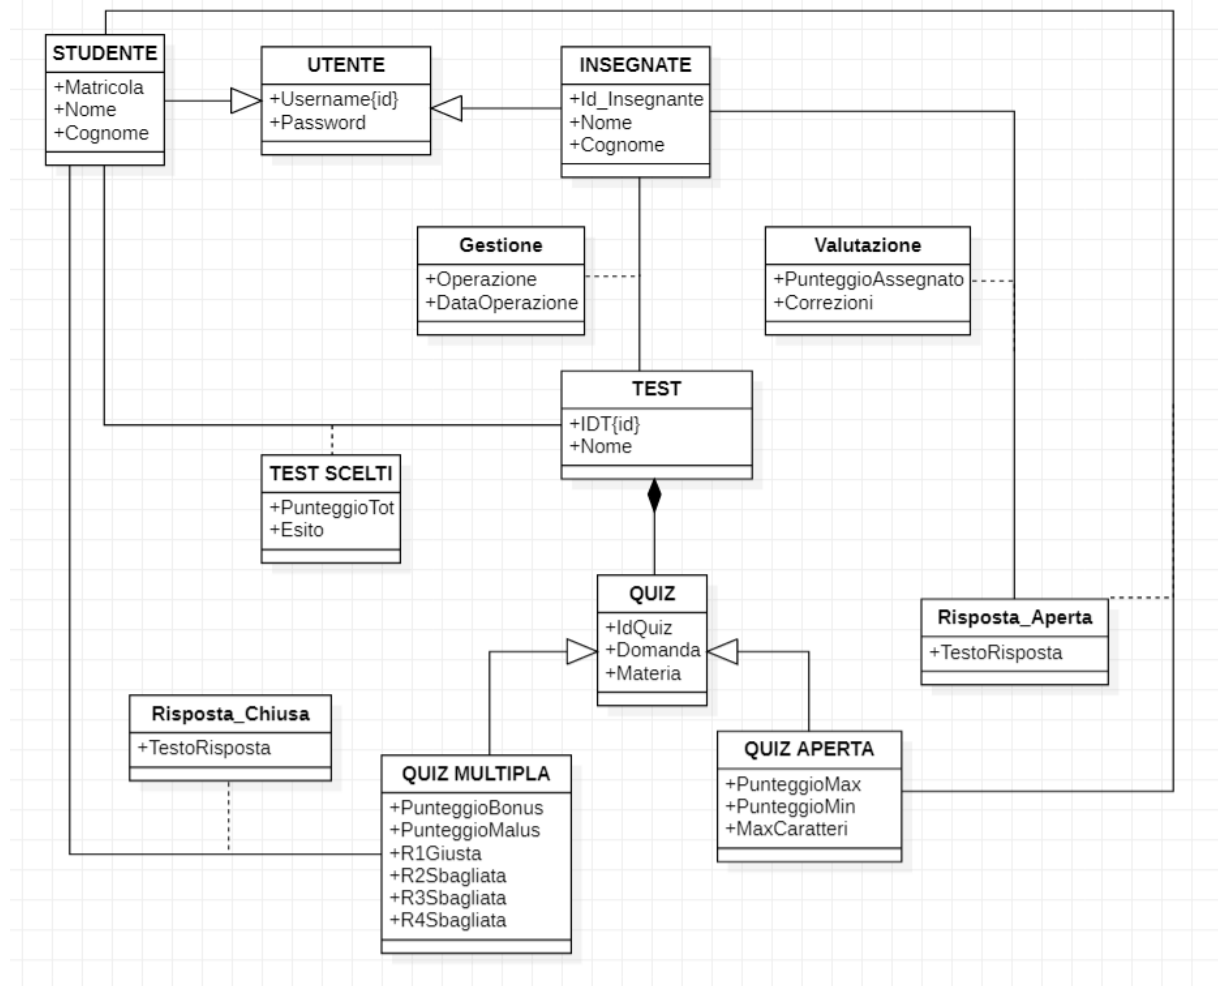 STUDENTE
+Matricola
+Nome
+Cognome
UTENTE
+Username{id}
+Password
INSEGNATE
+Id_Insegnante
+Nome
+Cognome
Gestione
+Operazione
+DataOperazione
Valutazione
+PunteggioAssegnato
+Correzioni
TEST
+IDT{id}
+Nome
TEST SCELTI
+PunteggioTot
+Esito
QUIZ
+IdQuiz
+Domanda
+Materia
Risposta_Aperta
+TestoRisposta
Risposta_Chiusa
+TestoRisposta
QUIZ MULTIPLA
+PunteggioBonus
+PunteggioMalus
+R1Giusta
+R2Sbagliata
+R3Sbagliata
+R4Sbagliata
QUIZ APERTA
+PunteggioMax
+PunteggioMin
+MaxCaratteri